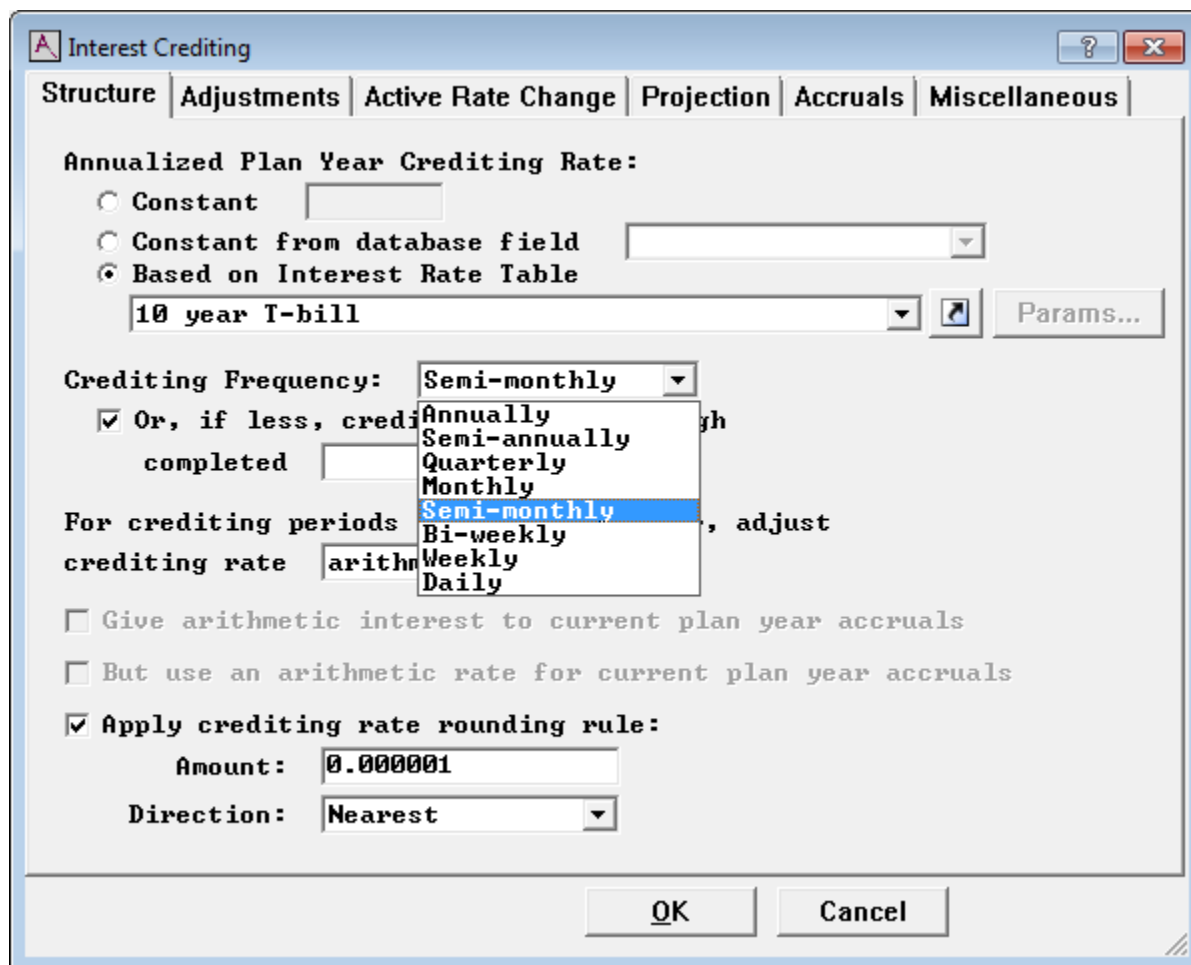 Interest Crediting
Structure Adjustments Active Rate Change Projection Accruals Miscellaneous
Annualized Plan Year Crediting Rate:
Constant
Constant from database field
Based on Interest Rate Table
10 year T-bill Params...
Crediting Frequency: Semi-monthly
Or, if less, credi
Annually
gh
Semi-annually
completed
Quarterly
Monthly
Semi-monthly
For crediting periods , adjust
Bi-weekly
crediting rate arithm
Weekly
Daily
Give arithmetic interest to current plan year accruals
But use an arithmetic rate for current plan year accruals
Apply crediting rate rounding rule:
Amount: 0.000001
Direction: Nearest
OK Cancel